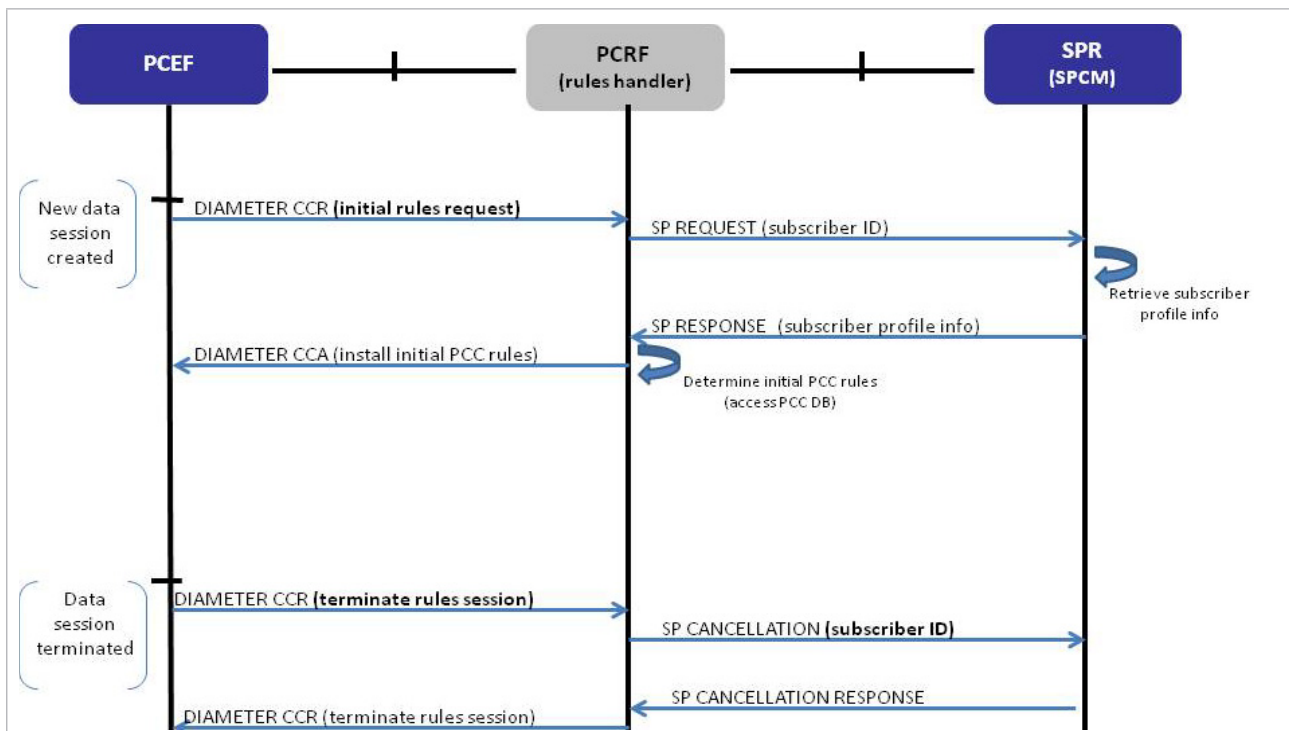 PCEF
PCRF
(rules handler)
SPR
(SPCM)
New data
session
created
DIAMETER CCR (initial rules request)
SP REQUEST (subscriber ID)
Retrieve subscriber
profile info
SP RESPONSE (subscriber profile info)
DIAMETER CCA (install initial PCC rules)
Determine initial PCC rules
(access PCC DB)
Data
session
terminated
DIAMETER CCR (terminate rules session)
SP CANCELLATION (subscriber ID)
SP CANCELLATION RESPONSE
DIAMETER CCR (terminate rules session)